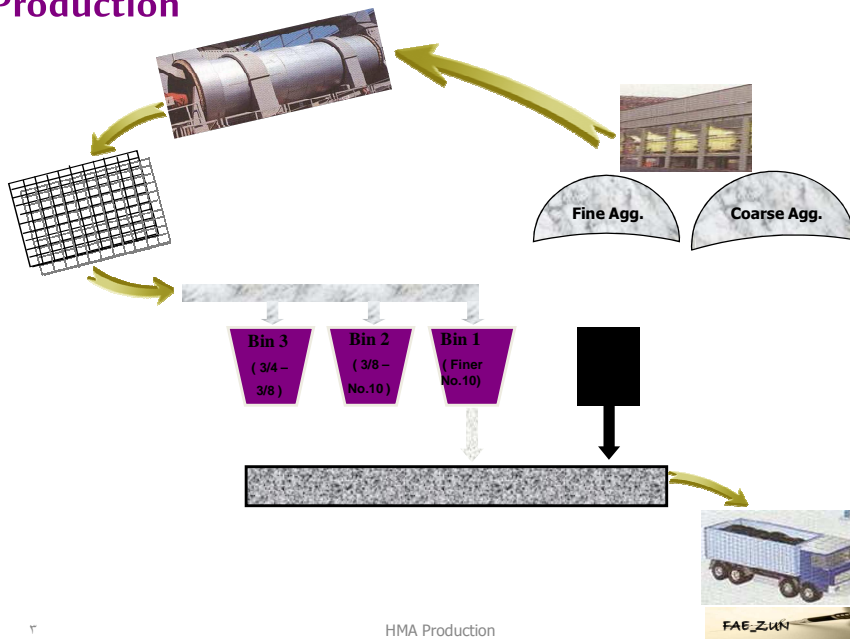 Production
Fine Agg.
Coarse Agg.
Bin 3
( 3/4 –
3/8 )
Bin 2
( 3/8 –
No.10 )
Bin 1
( Finer
No.10)
٣
HMA Production
FAE_ZUN